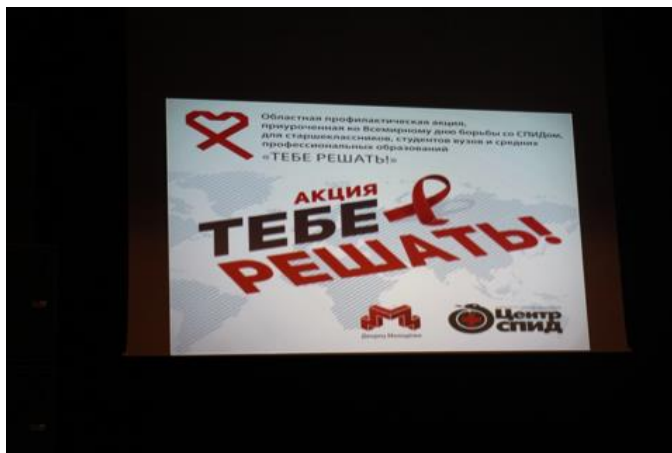 Областная профилактическая акция,
приуроченная ко Всемирному дню борьбы со СПИДом,
для старшеклассников, студентов вузов и средних
профессиональных образований
«ТЕБЕ РЕШАТЬ!»
АКЦИЯ
ТЕБЕ
РЕШАТЬ!
Дворец Молодёжи
Центр
СПИД